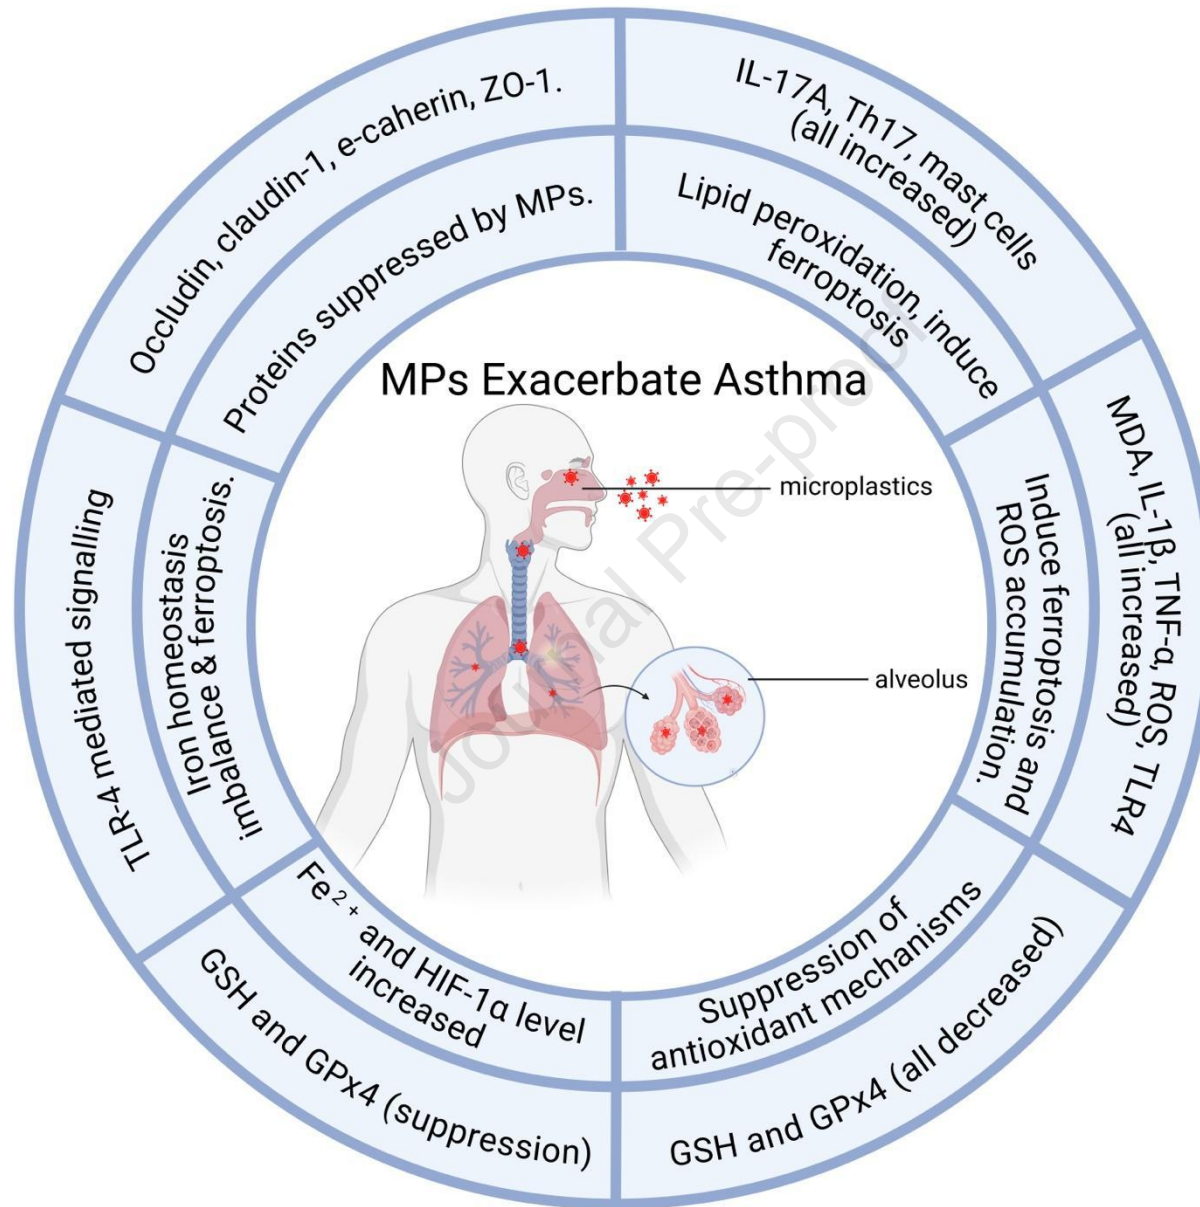 Occludin, claudin-1, e-caherin, ZO-1.
Proteins suppressed by MPs.
IL-17A, Th17, mast cells
(all increased)
Lipid peroxidation, induce
ferroptosis
MDA, IL-1β, TNF-α, ROS, TLR4
(all increased)
Induce ferroptosis and
ROS accumulation.
Suppression of
antioxidant mechanisms
GSH and GPx4 (all decreased)
Fe²⁺ and HIF-1α level
increased
GSH and GPx4 (suppression)
TLR-4 mediated signalling
Iron homeostasis
imbalance & ferroptosis.
MPs Exacerbate Asthma
microplastics
alveolus
Journal Pre-proof